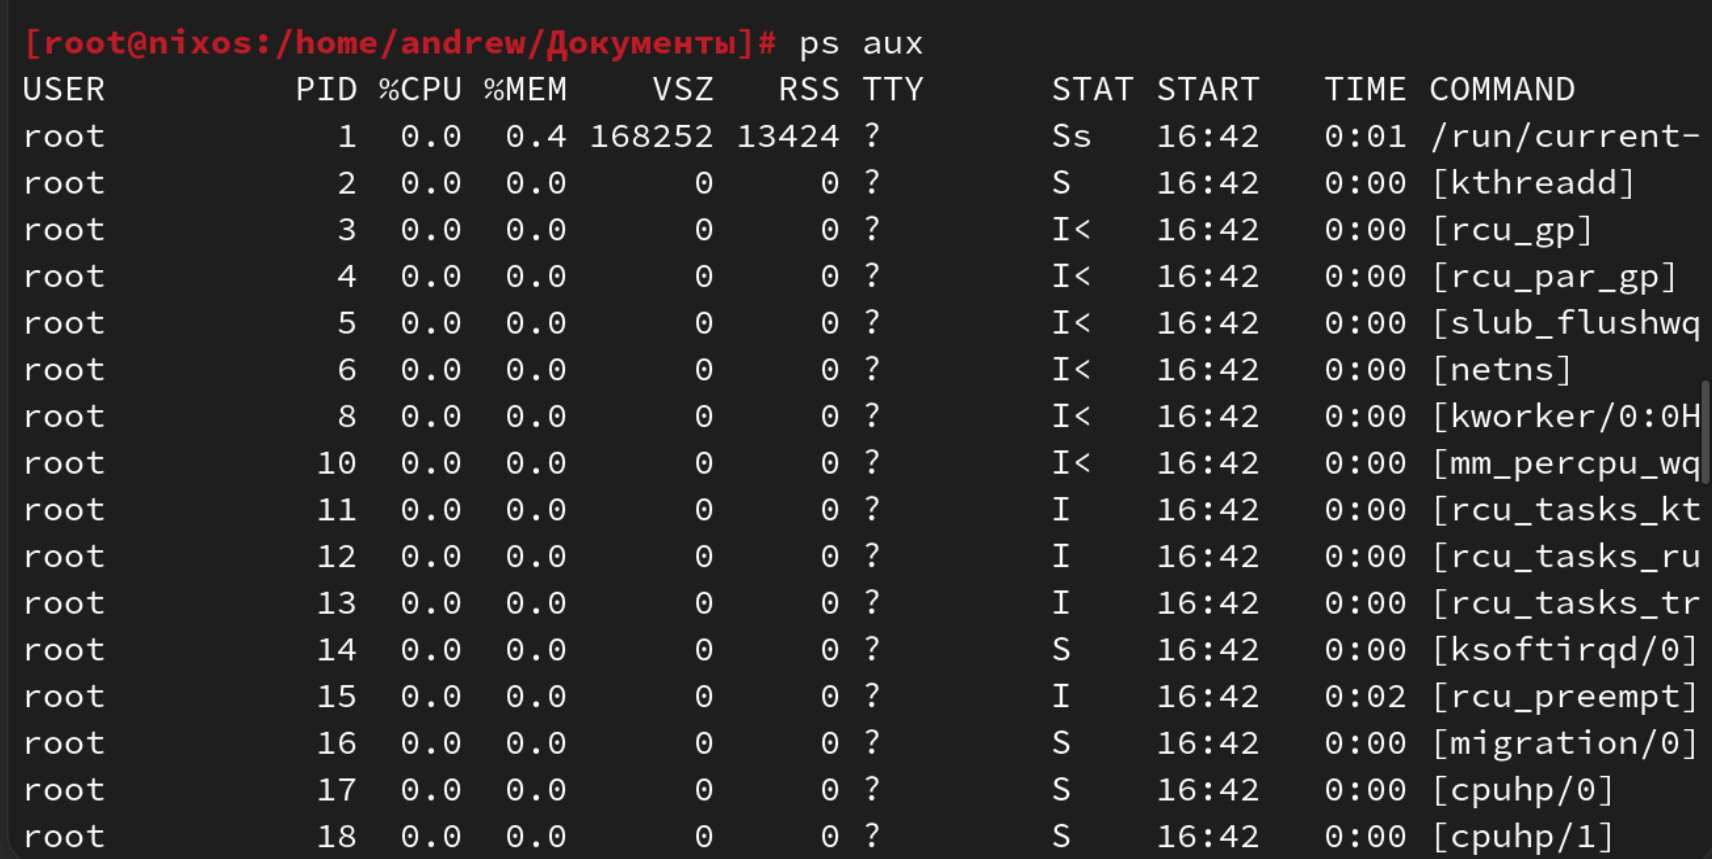 [root@nixos:/home/andrew/Документы]# ps aux
USER         PID %CPU %MEM    VSZ   RSS TTY      STAT START   TIME COMMAND
root           1  0.0  0.4 168252 13424 ?        Ss   16:42   0:01 /run/current-
root           2  0.0  0.0      0     0 ?        S    16:42   0:00 [kthreadd]
root           3  0.0  0.0      0     0 ?        I<   16:42   0:00 [rcu_gp]
root           4  0.0  0.0      0     0 ?        I<   16:42   0:00 [rcu_par_gp]
root           5  0.0  0.0      0     0 ?        I<   16:42   0:00 [slub_flushwq
root           6  0.0  0.0      0     0 ?        I<   16:42   0:00 [netns]
root           8  0.0  0.0      0     0 ?        I<   16:42   0:00 [kworker/0:0H
root          10  0.0  0.0      0     0 ?        I<   16:42   0:00 [mm_percpu_wq
root          11  0.0  0.0      0     0 ?        I    16:42   0:00 [rcu_tasks_kt
root          12  0.0  0.0      0     0 ?        I    16:42   0:00 [rcu_tasks_ru
root          13  0.0  0.0      0     0 ?        I    16:42   0:00 [rcu_tasks_tr
root          14  0.0  0.0      0     0 ?        S    16:42   0:00 [ksoftirqd/0]
root          15  0.0  0.0      0     0 ?        I    16:42   0:02 [rcu_preempt]
root          16  0.0  0.0      0     0 ?        S    16:42   0:00 [migration/0]
root          17  0.0  0.0      0     0 ?        S    16:42   0:00 [cpuhp/0]
root          18  0.0  0.0      0     0 ?        S    16:42   0:00 [cpuhp/1]